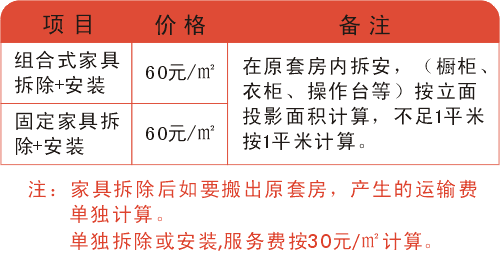 项目 价格 备注
组合式家具
拆除+安装
60元/㎡
固定家具拆
除+安装
60元/㎡
在原套房内拆安，（橱柜、
衣柜、操作台等）按立面
投影面积计算，不足1平米
按1平米计算。
注：家具拆除后如要搬出原套房，产生的运输费
单独计算。
单独拆除或安装,服务费按30元/㎡计算。